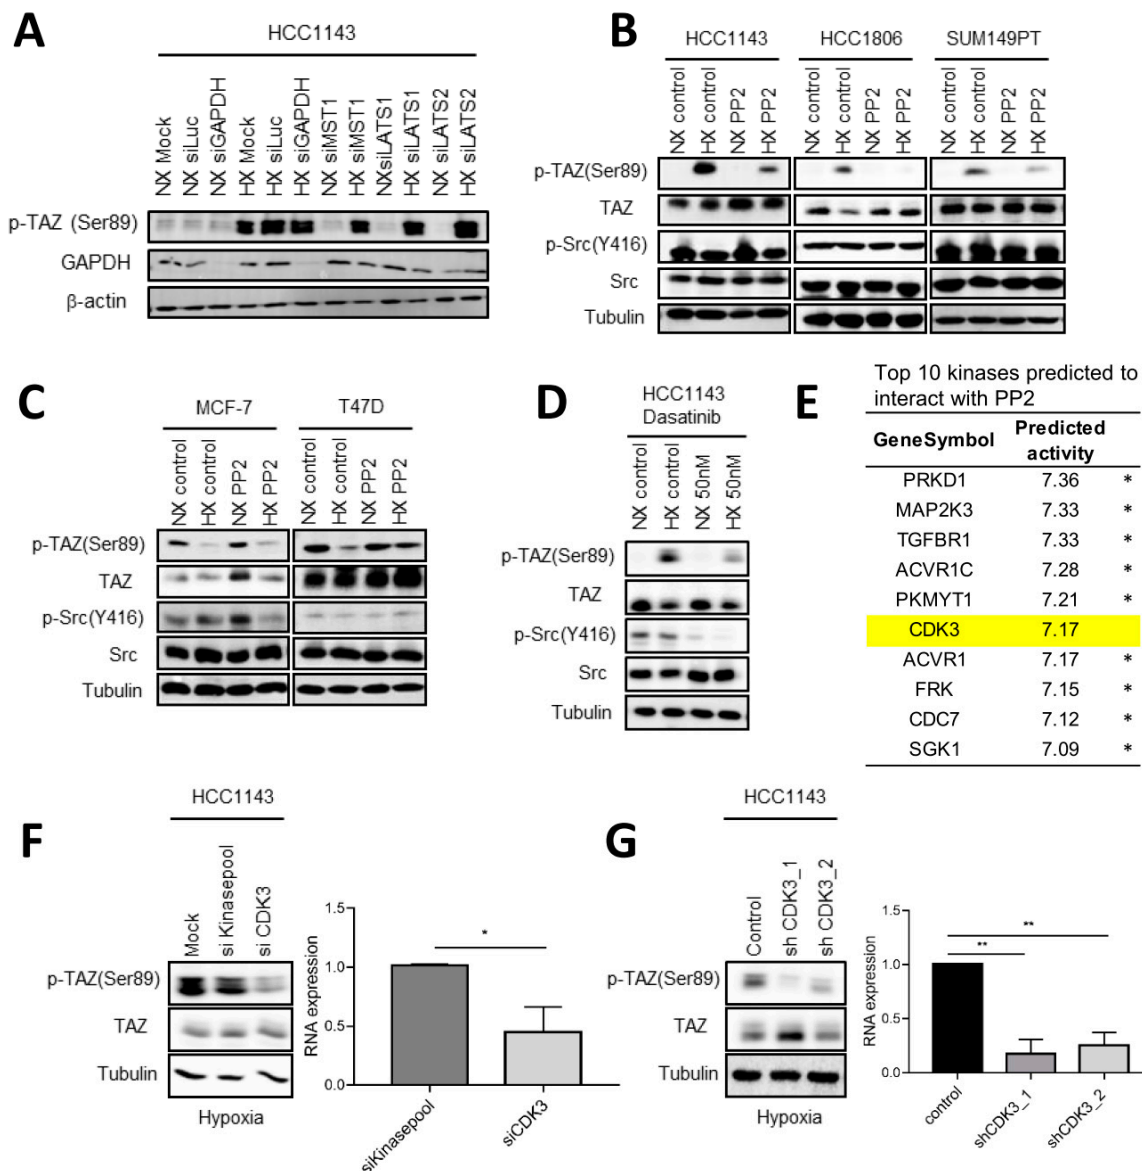 A
HCC1143
NX Mock
NX siLuc
NX siGAPDH
HX Mock
HX siLuc
HX siGAPDH
NX siMST1
HX siMST1
NXsiLATS1
HX siLATS1
NX siLATS2
HX siLATS2
p-TAZ (Ser89)
GAPDH
β-actin
B
HCC1143 HCC1806 SUM149PT
NX control
HX control
NX PP2
HX PP2
NX control
HX control
NX PP2
HX PP2
NX control
HX control
NX PP2
HX PP2
p-TAZ(Ser89)
TAZ
p-Src(Y416)
Src
Tubulin
C
MCF-7 T47D
NX control
HX control
NX PP2
HX PP2
NX control
HX control
NX PP2
HX PP2
p-TAZ(Ser89)
TAZ
p-Src(Y416)
Src
Tubulin
D
HCC1143
Dasatinib
NX control
HX control
NX 50nM
HX 50nM
p-TAZ(Ser89)
TAZ
p-Src(Y416)
Src
Tubulin
E
Top 10 kinases predicted to
interact with PP2
GeneSymbol Predicted
activity
PRKD1 7.36 *
MAP2K3 7.33 *
TGFBR1 7.33 *
ACVR1C 7.28 *
PKMYT1 7.21 *
CDK3 7.17
ACVR1 7.17 *
FRK 7.15 *
CDC7 7.12 *
SGK1 7.09 *
F
HCC1143
Mock
si Kinasepool
si CDK3
p-TAZ(Ser89)
TAZ
Tubulin
Hypoxia
RNA expression
1.5
1.0
0.5
0.0
*
siKinasepool
siCDK3
G
HCC1143
Control
sh CDK3_1
sh CDK3_2
p-TAZ(Ser89)
TAZ
Tubulin
Hypoxia
RNA expression
1.5
1.0
0.5
0.0
**
**
control
shCDK3_1
shCDK3_2